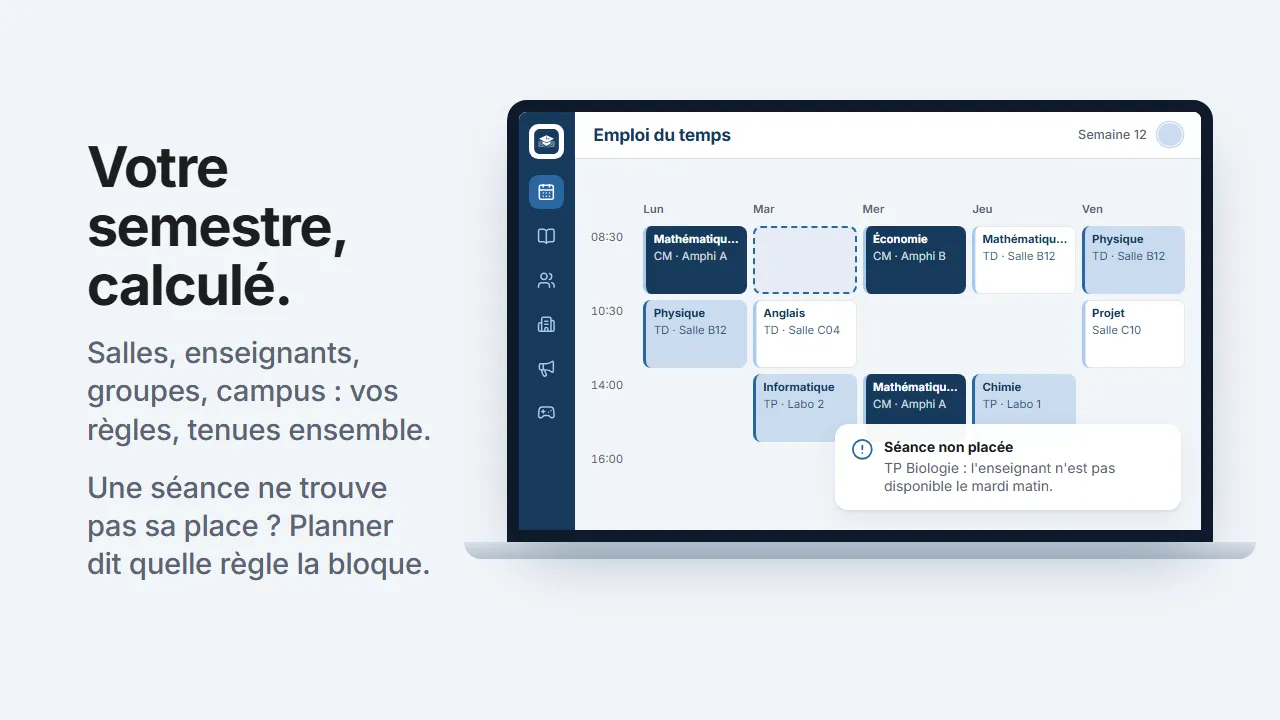 Votre
semestre,
calculé.
Salles, enseignants,
groupes, campus : vos
règles, tenues ensemble.
Une séance ne trouve
pas sa place ? Planner
dit quelle règle la bloque.
Emploi du temps
Semaine 12
Lun
Mar
Mer
Jeu
Ven
08:30
Mathématiqu...
CM · Amphi A
Économie
CM · Amphi B
Mathématiqu...
TD · Salle B12
Physique
TD · Salle B12
10:30
Physique
TD · Salle B12
Anglais
TD · Salle C04
Projet
Salle C10
14:00
Informatique
TP · Labo 2
Mathématiqu...
CM · Amphi A
Chimie
TP · Labo 1
16:00
Séance non placée
TP Biologie : l'enseignant n'est pas
disponible le mardi matin.